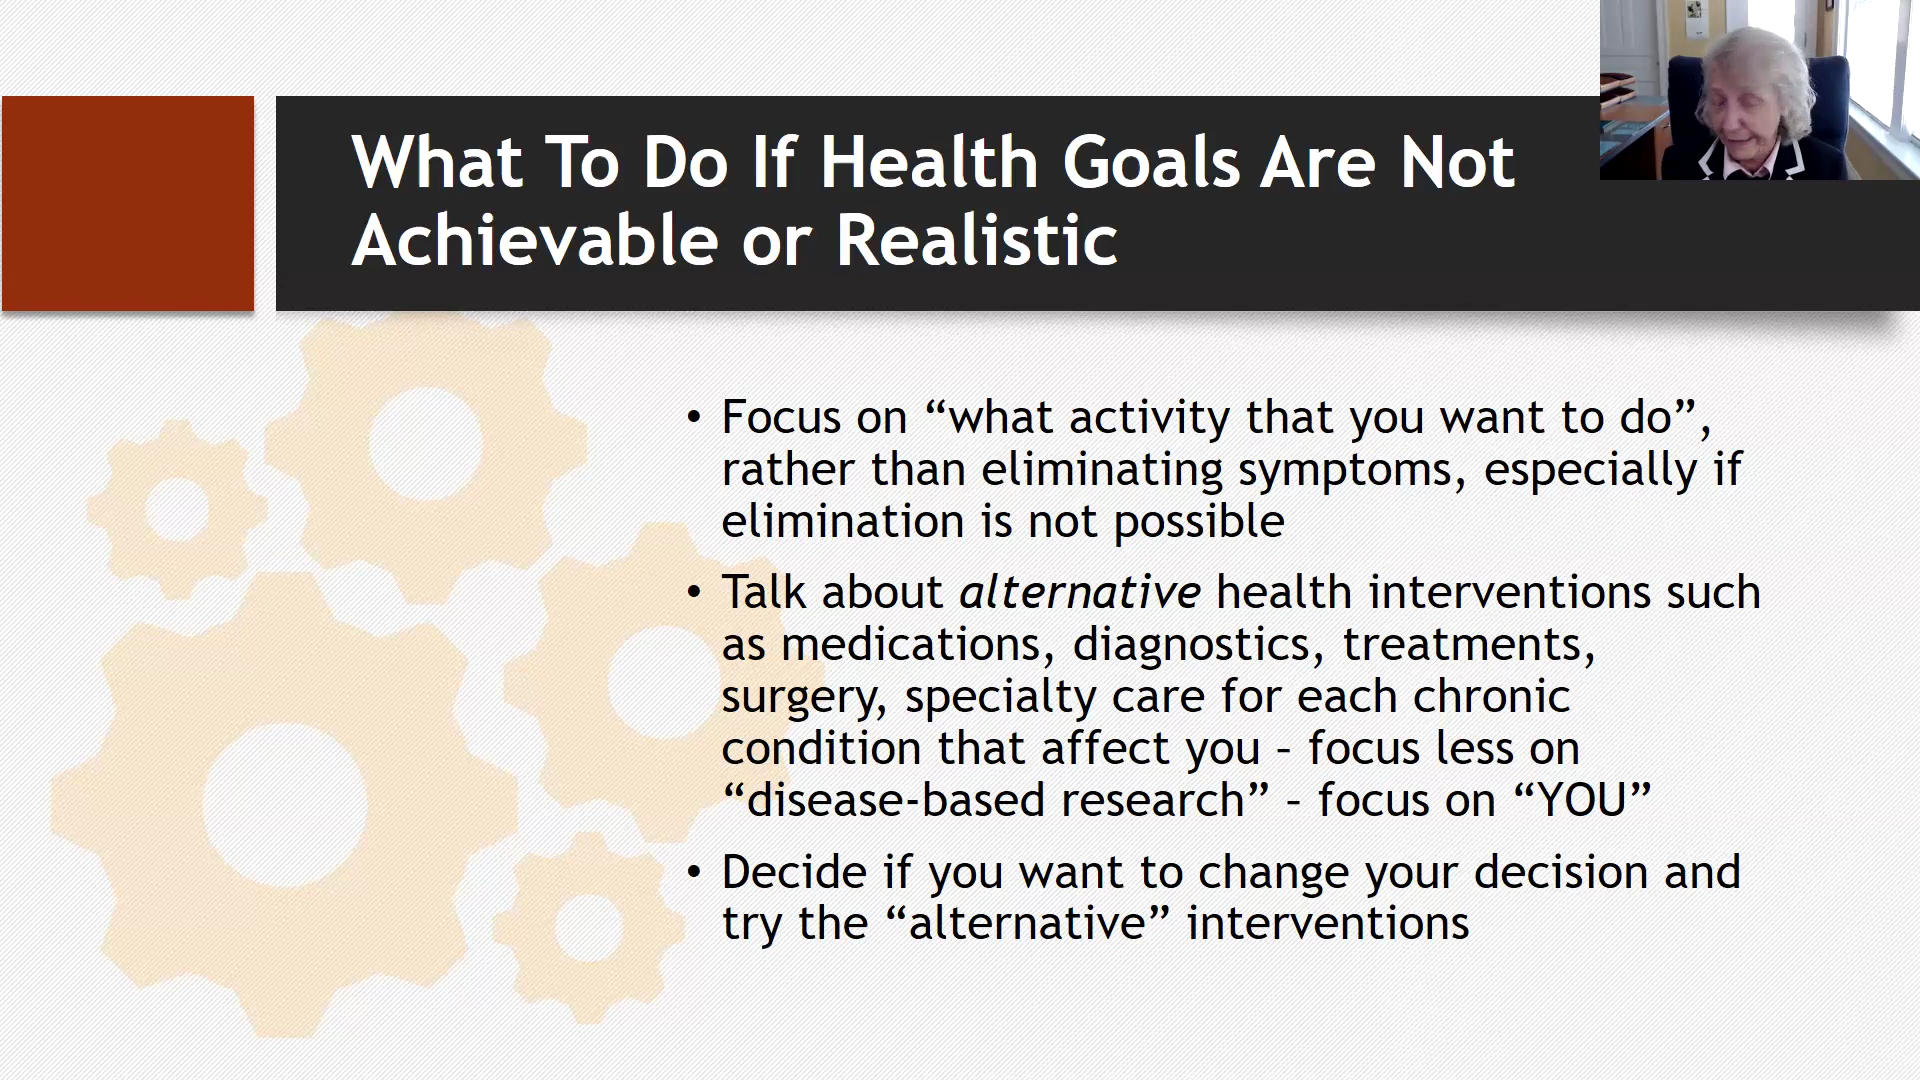 What To Do If Health Goals Are Not
Achievable or Realistic
• Focus on “what activity that you want to do”,
rather than eliminating symptoms, especially if
elimination is not possible
• Talk about alternative health interventions such
as medications, diagnostics, treatments,
surgery, specialty care for each chronic
condition that affect you – focus less on
“disease-based research” – focus on “YOU”
• Decide if you want to change your decision and
try the “alternative” interventions